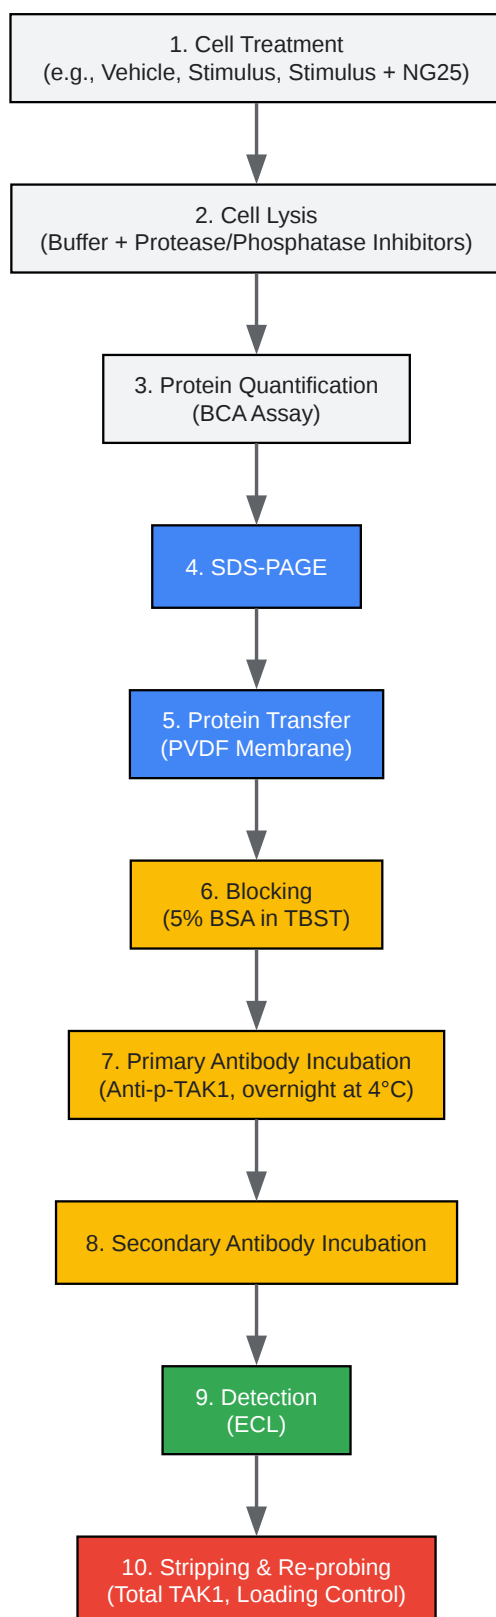 1. Cell Treatment
(e.g., Vehicle, Stimulus, Stimulus + NG25)
2. Cell Lysis
(Buffer + Protease/Phosphatase Inhibitors)
3. Protein Quantification
(BCA Assay)
4. SDS-PAGE
5. Protein Transfer
(PVDF Membrane)
6. Blocking
(5% BSA in TBST)
7. Primary Antibody Incubation
(Anti-p-TAK1, overnight at 4°C)
8. Secondary Antibody Incubation
9. Detection
(ECL)
10. Stripping & Re-probing
(Total TAK1, Loading Control)